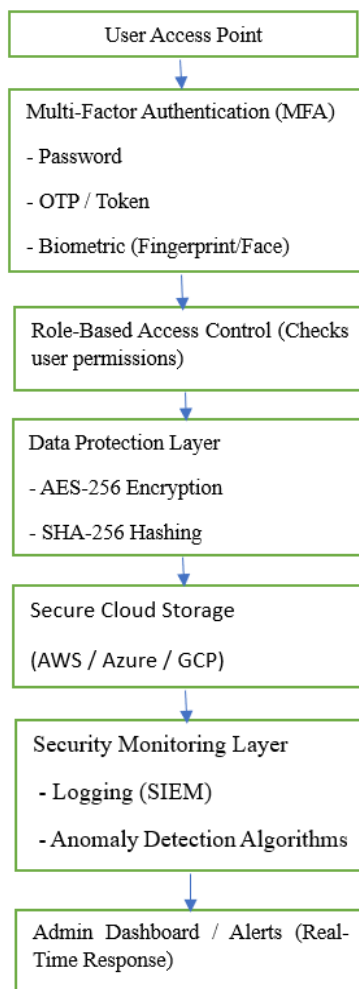 User Access Point
Multi-Factor Authentication (MFA)
- Password
- OTP / Token
- Biometric (Fingerprint/Face)
Role-Based Access Control (Checks
user permissions)
Data Protection Layer
- AES-256 Encryption
- SHA-256 Hashing
Secure Cloud Storage
(AWS / Azure / GCP)
Security Monitoring Layer
- Logging (SIEM)
- Anomaly Detection Algorithms
Admin Dashboard / Alerts (Real-
Time Response)